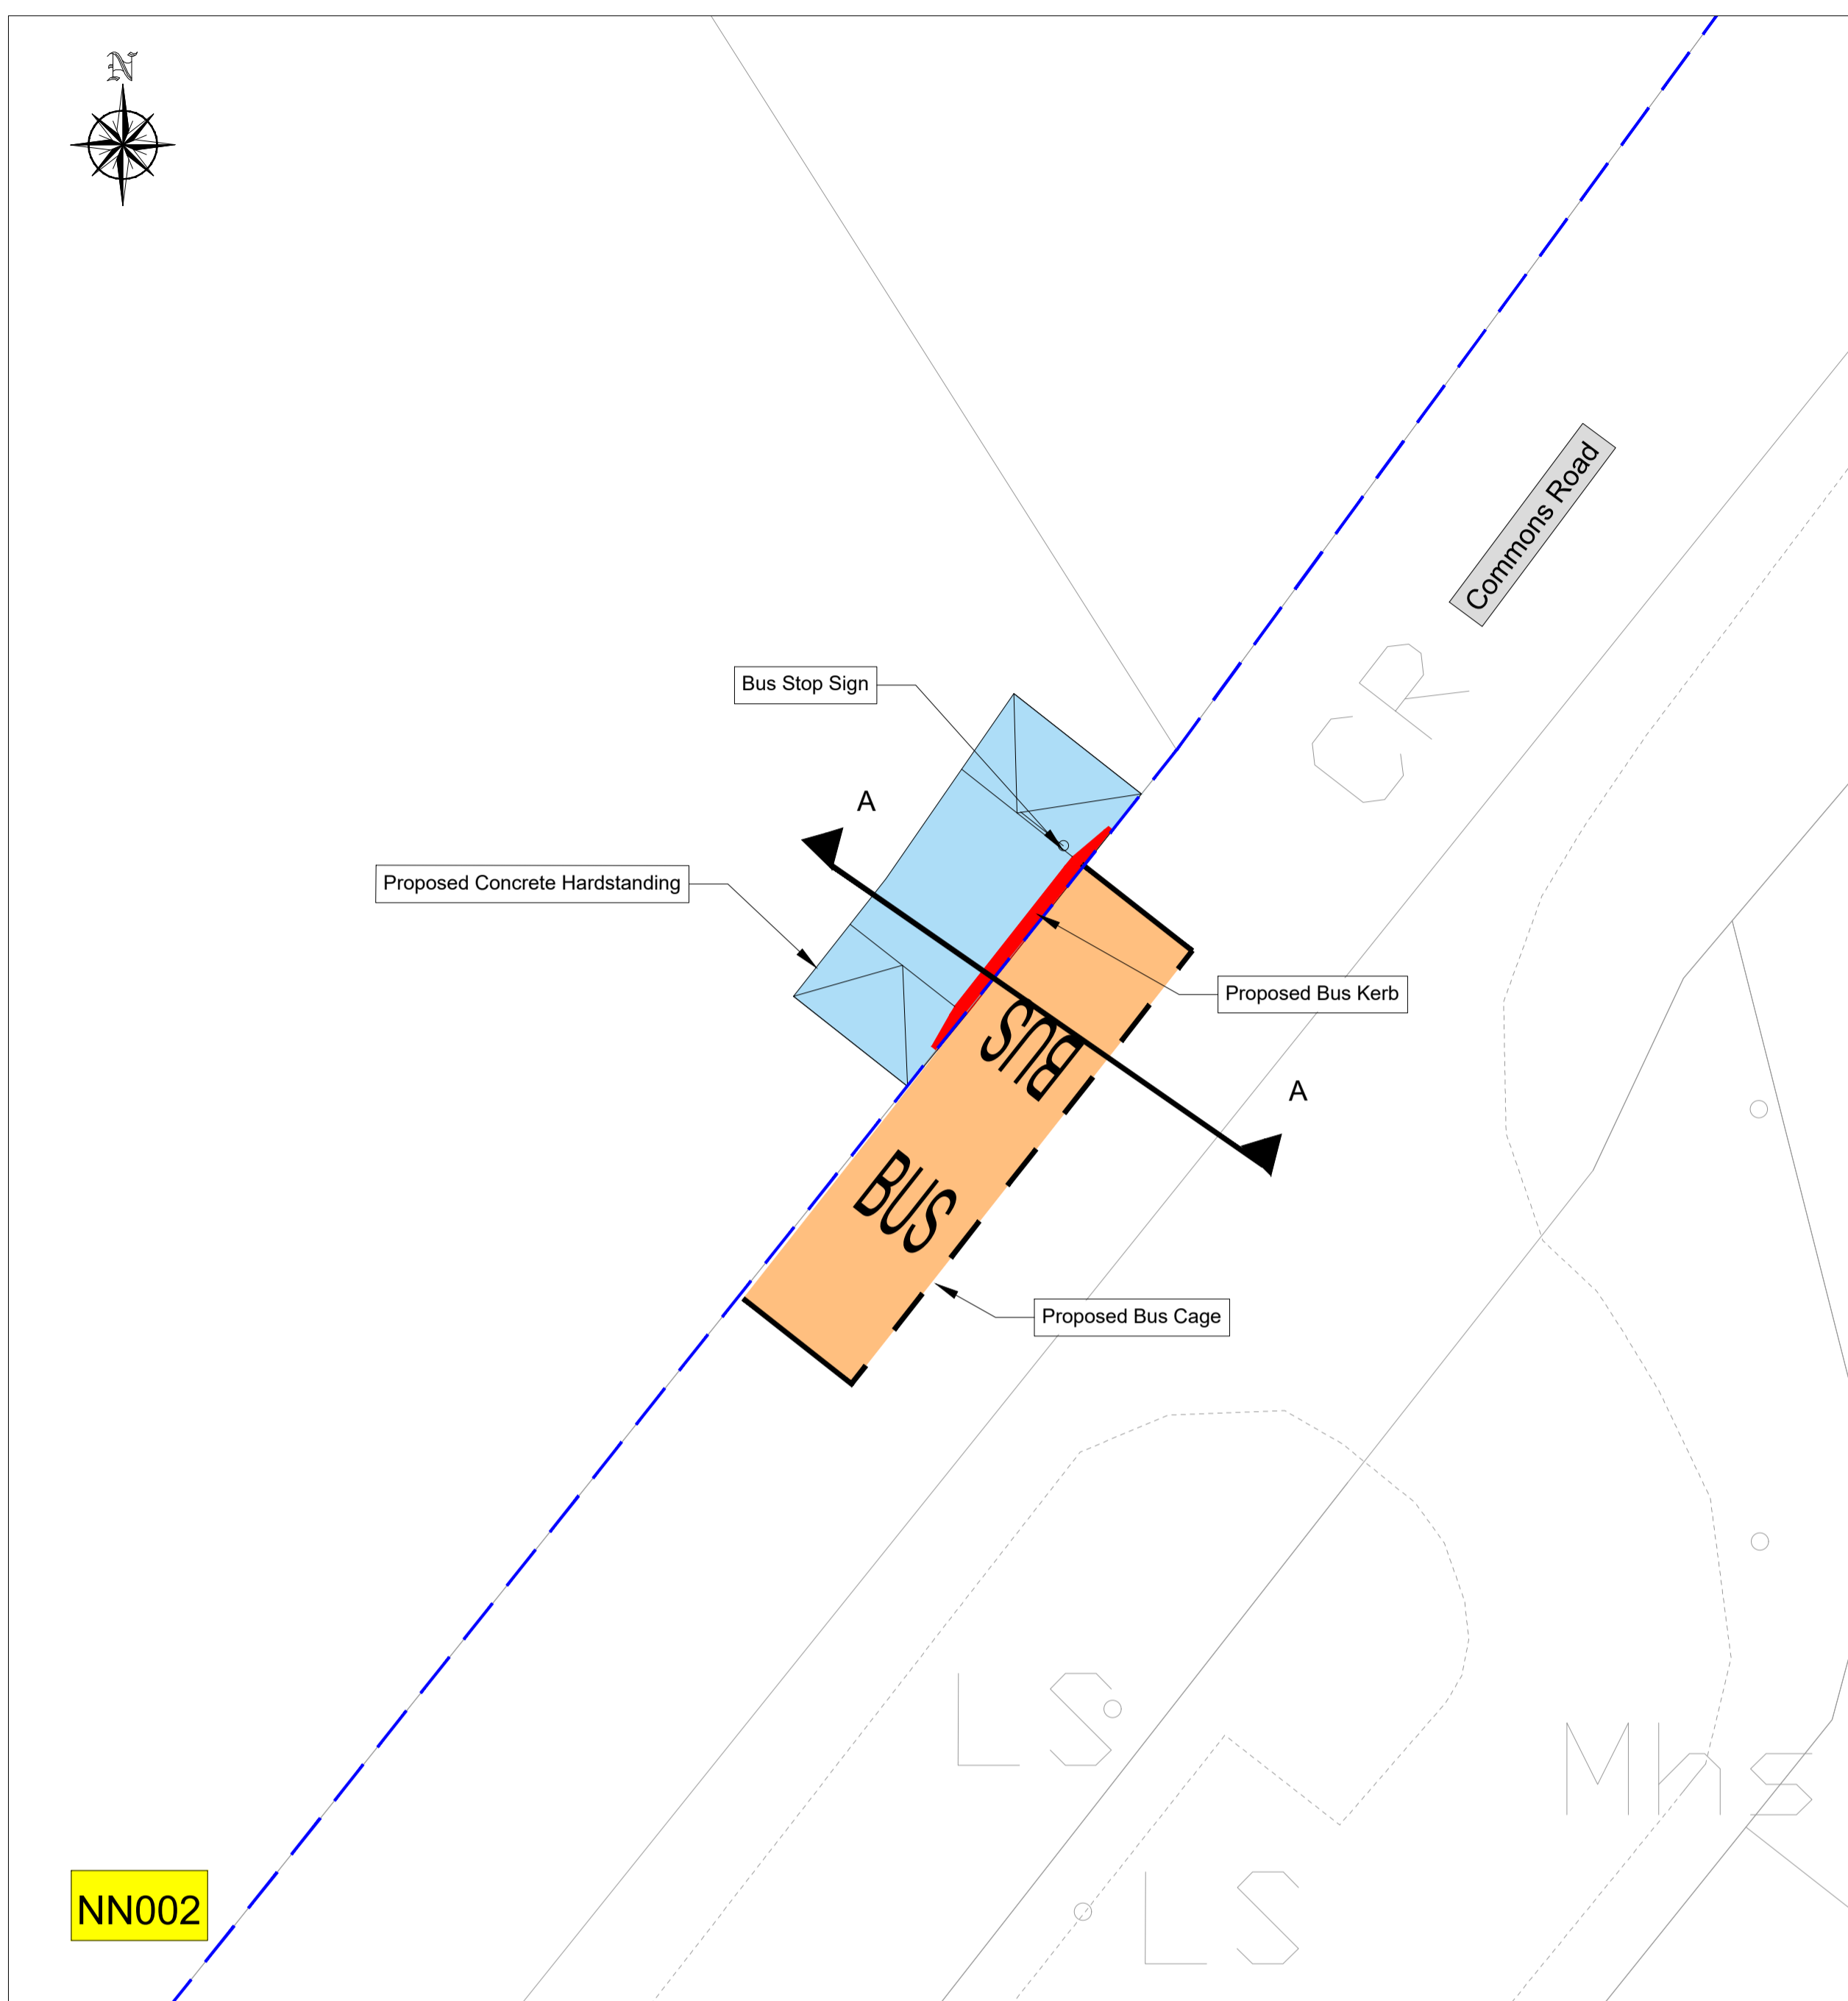 N
Commons Road
CR
Bus Stop Sign
A
Proposed Concrete Hardstanding
Proposed Bus Kerb
BUS
A
BUS
Proposed Bus Cage
LS
Mhs
LS
NN002